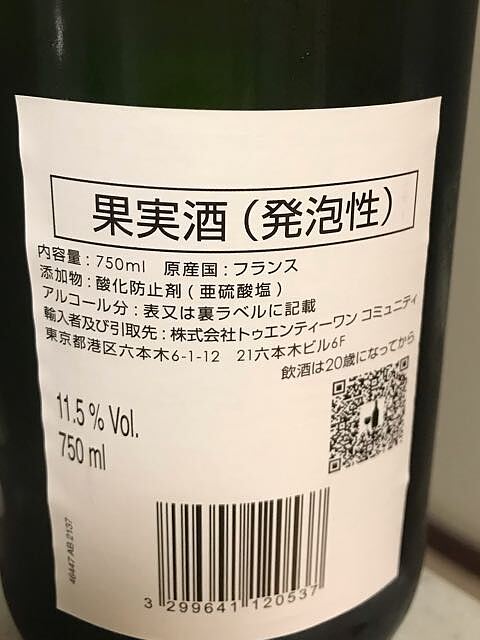 果実酒(発泡性)
内容量:750ml 原産国:フランス
添加物:酸化防止剤(亜硫酸塩)
アルコール分:表又は裏ラベルに記載
輸入者及び引取先:株式会社トゥエンティーワン コミュニティ
東京都港区六本木6-1-12 21六本木ビル6F
飲酒は20歳になってから
11.5% Vol.
750 ml
46447 AB 2137
3 299641 120537